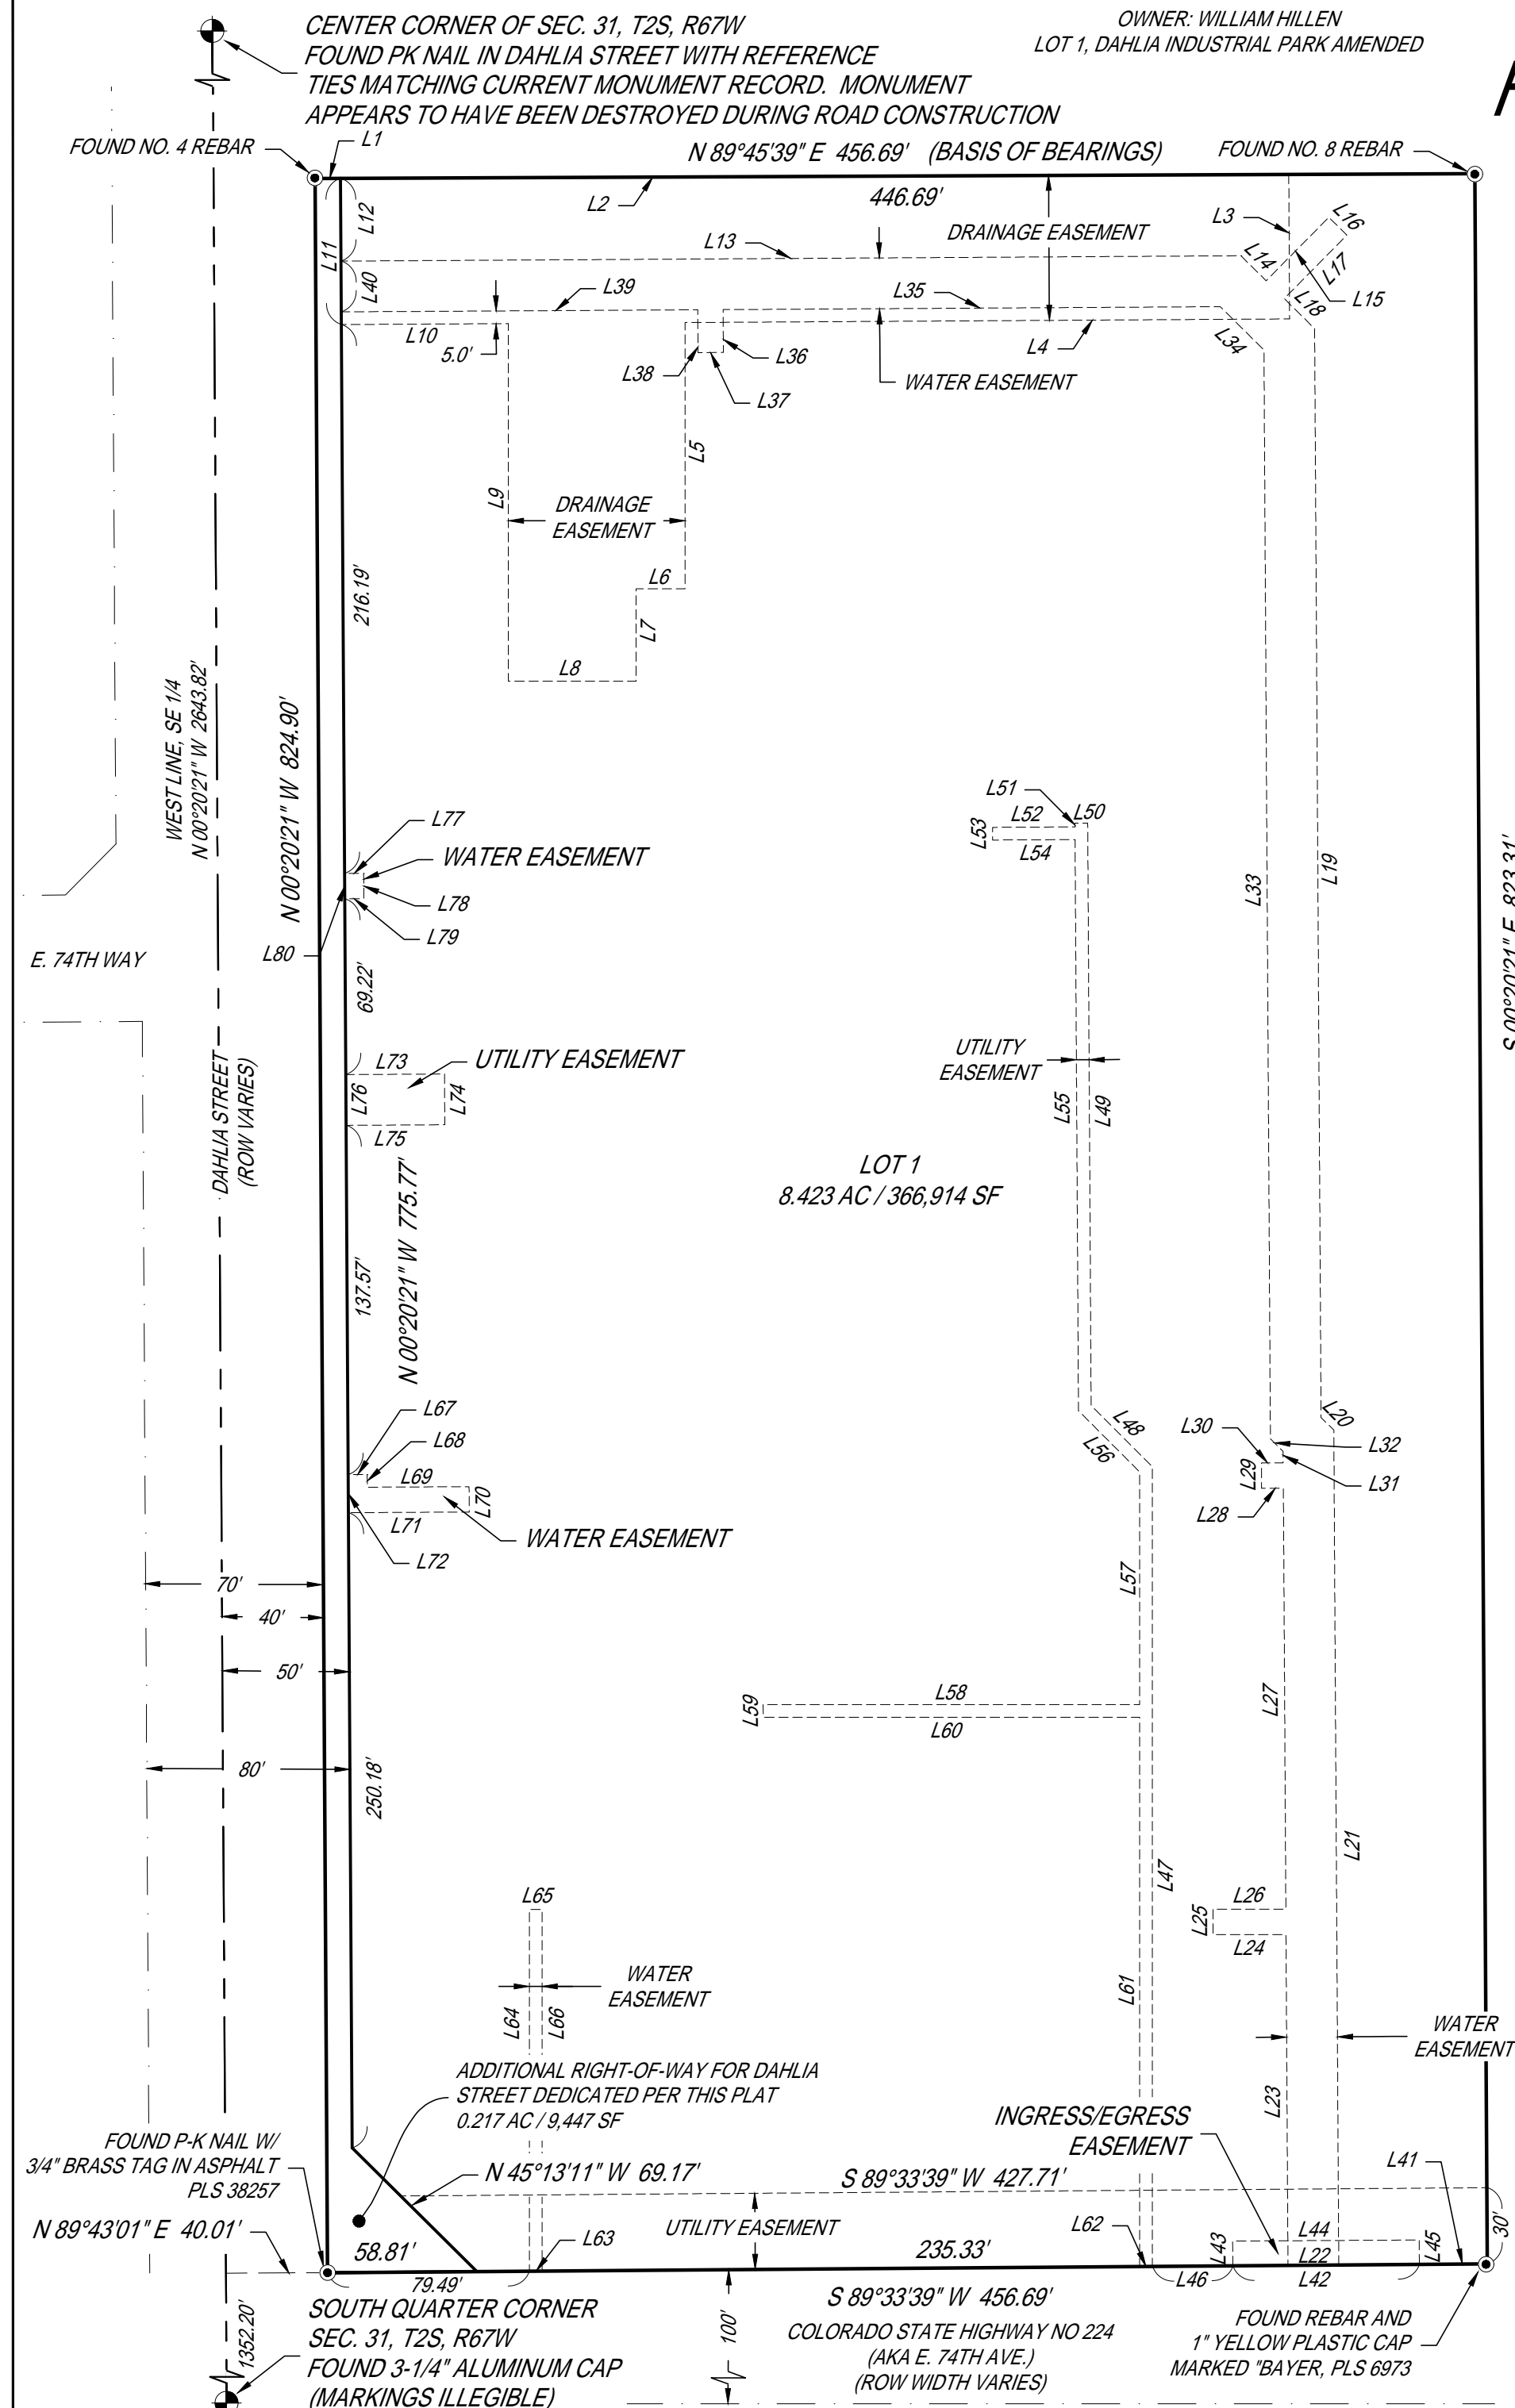 CENTER CORNER OF SEC. 31, T2S, R67W
FOUND PK NAIL IN DAHLIA STREET WITH REFERENCE
TIES MATCHING CURRENT MONUMENT RECORD. MONUMENT
APPEARS TO HAVE BEEN DESTROYED DURING ROAD CONSTRUCTION
OWNER: WILLIAM HILLEN
LOT 1, DAHLIA INDUSTRIAL PARK AMENDED
FOUND NO. 4 REBAR
L1
N 89°45'39" E 456.69' (BASIS OF BEARINGS)
FOUND NO. 8 REBAR
L2
446.69'
L3
L16
L12
L11
L13
DRAINAGE EASEMENT
L14
L17
L15
L40
L39
L35
L18
L10
5.0'
L36
L4
L34
L38
L37
WATER EASEMENT
L5
L9
DRAINAGE
EASEMENT
L6
L7
L8
216.19'
WEST LINE, SE 1/4
N 00°20'21" W 2643.82'
N 00°20'21" W 824.90'
S 00°20'21" E 823.31'
L77
WATER EASEMENT
L78
L79
L80
L51
L50
L52
L53
L54
L33
L19
E. 74TH WAY
69.22'
L73
UTILITY EASEMENT
L76
L74
L75
UTILITY
EASEMENT
L55
L49
DAHLIA STREET
(ROW VARIES)
LOT 1
8.423 AC / 366,914 SF
N 00°20'21" W 775.77'
137.57'
L67
L68
L69
L70
L71
WATER EASEMENT
L72
L48
L56
L20
L30
L32
L29
L31
L28
70'
40'
50'
80'
250.18'
L57
L58
L59
L60
L27
L21
L47
L65
L26
L25
L24
WATER
EASEMENT
L64
L66
L61
WATER
EASEMENT
ADDITIONAL RIGHT-OF-WAY FOR DAHLIA
STREET DEDICATED PER THIS PLAT
0.217 AC / 9,447 SF
L23
INGRESS/EGRESS
EASEMENT
FOUND P-K NAIL W/
3/4" BRASS TAG IN ASPHALT
PLS 38257
N 45°13'11" W 69.17'
S 89°33'39" W 427.71'
L41
N 89°43'01" E 40.01'
58.81'
L63
UTILITY EASEMENT
235.33'
L62
L43
L44
L22
L45
30'
79.49'
L46
L42
1352.20'
SOUTH QUARTER CORNER
SEC. 31, T2S, R67W
FOUND 3-1/4" ALUMINUM CAP
(MARKINGS ILLEGIBLE)
100'
S 89°33'39" W 456.69'
COLORADO STATE HIGHWAY NO 224
(AKA E. 74TH AVE.)
(ROW WIDTH VARIES)
FOUND REBAR AND
1" YELLOW PLASTIC CAP
MARKED "BAYER, PLS 6973